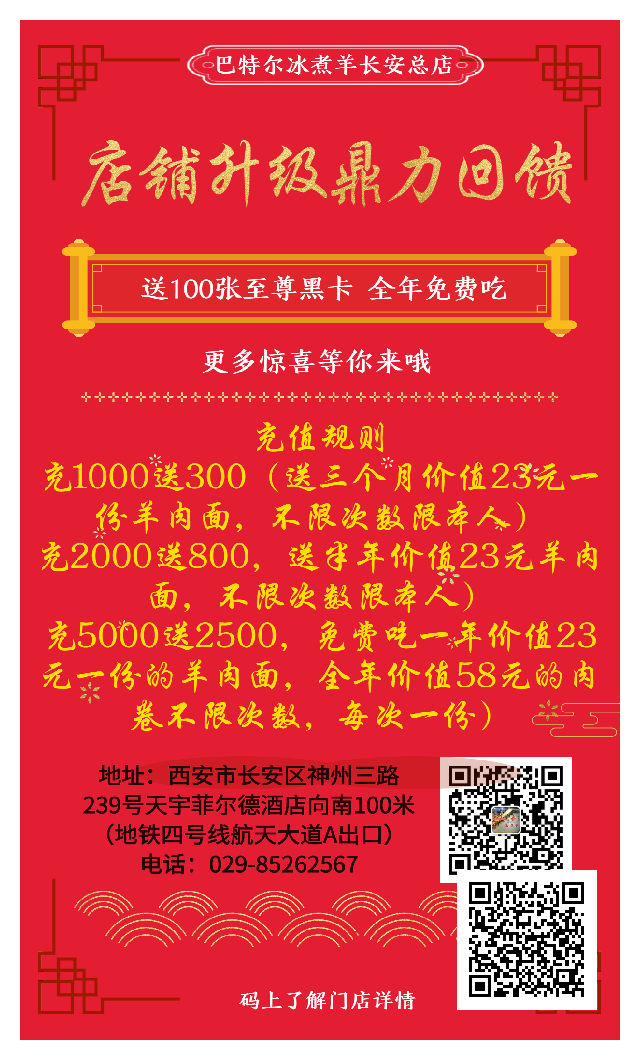 巴特尔冰煮羊长安总店
店铺升级鼎力回馈
送100张至尊黑卡 全年免费吃
更多惊喜等你来哦
充值规则
充1000送300（送三个月价值23元一
份羊肉面，不限次数限本人）
充2000送800，送半年价值23元羊肉
面，不限次数限本人）
充5000送2500，免费吃一年价值23
元一份的羊肉面，全年价值58元的肉
卷不限次数，每次一份）
地址：西安市长安区神州三路
239号天宇菲尔德酒店向南100米
（地铁四号线航天大道A出口）
电话：029-85262567
码上了解门店详情